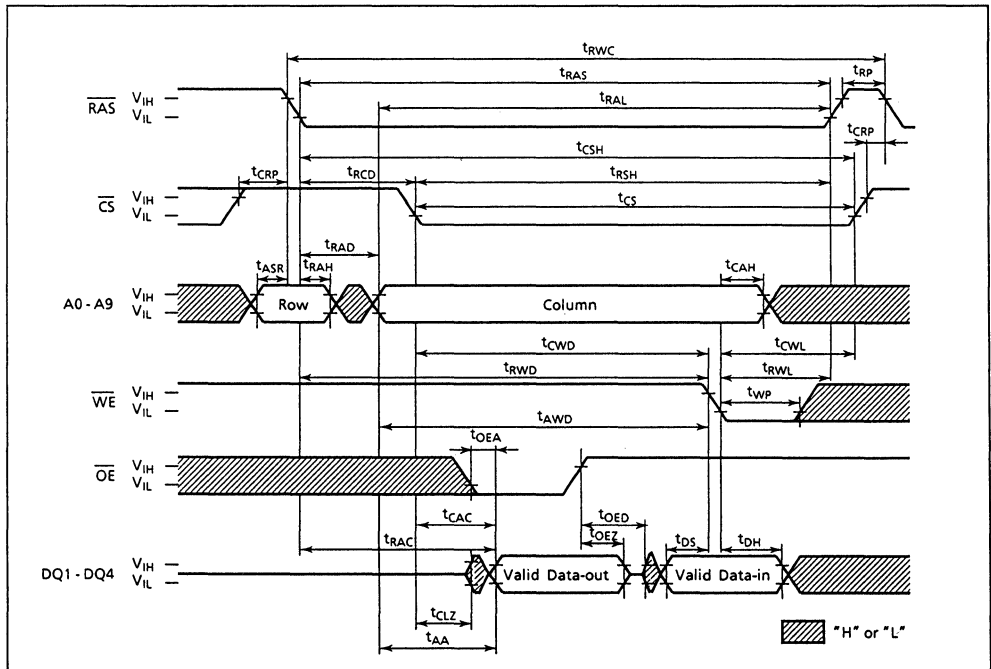 tRWC
tRAS tRP
RAS VIH tRAL
VIL
tCRP
tCSH
tCRP tRCD tRSH
CS VIH tCS
VIL
tRAD
tASR tRAH tCAH
A0 - A9 VIH Row Column
VIL
tCWD tCWL
tRWD tRWL
WE VIH tWP
VIL tAWD
tOEA
OE VIH
VIL
tCAC tOED
tRAC tOEZ tDS tDH
DQ1 - DQ4 VIH Valid Data-out Valid Data-in
VIL
tCLZ
tAA "H" or "L"